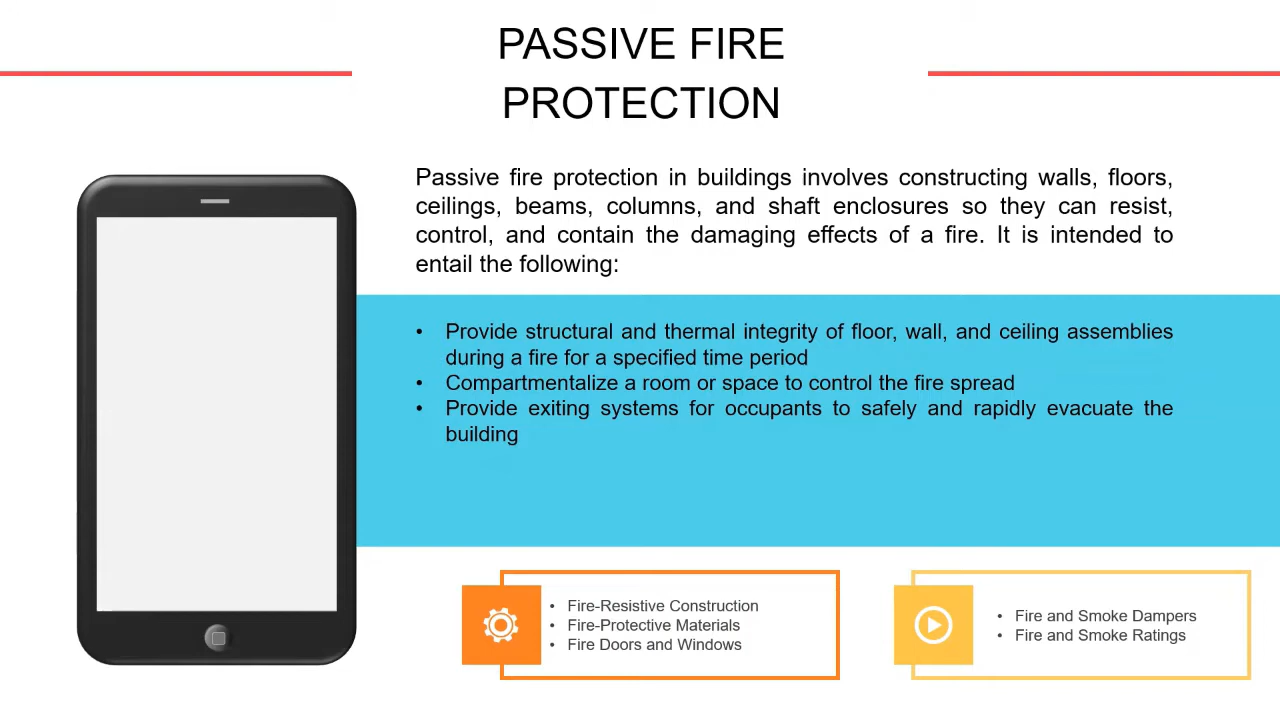 PASSIVE FIRE
PROTECTION
Passive fire protection in buildings involves constructing walls, floors,
ceilings, beams, columns, and shaft enclosures so they can resist,
control, and contain the damaging effects of a fire. It is intended to
entail the following:
• Provide structural and thermal integrity of floor, wall, and ceiling assemblies
during a fire for a specified time period
• Compartmentalize a room or space to control the fire spread
• Provide exiting systems for occupants to safely and rapidly evacuate the
building
• Fire-Resistive Construction
• Fire-Protective Materials
• Fire Doors and Windows
• Fire and Smoke Dampers
• Fire and Smoke Ratings